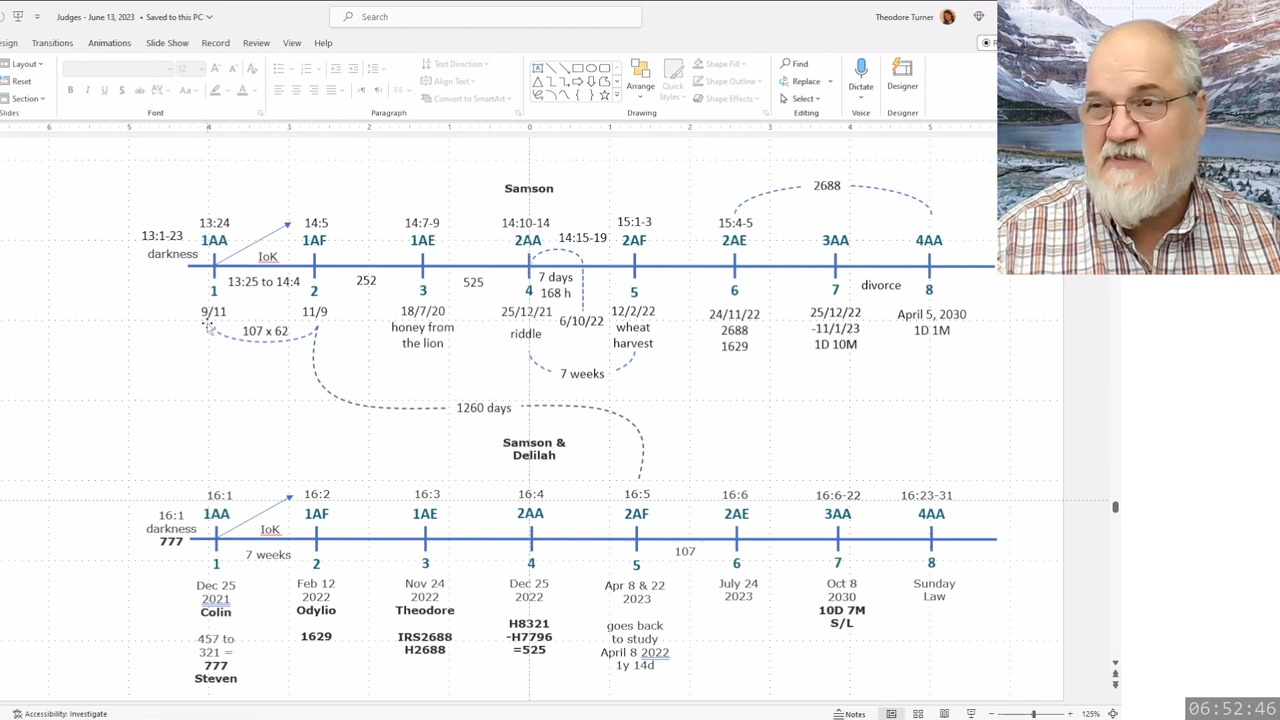 Judges - June 13, 2023 • Saved to this PC
Search
Theodore Turner
esign Transitions Animations Slide Show Record Review View Help
Layout
Reset
Section
Slides
12
Font
Text Direction
Align Text
Convert to SmartArt
Paragraph
Arrange
Quick
Styles
Shape Fill
Shape Outline
Shape Effects
Drawing
Find
Replace
Select
Editing
Dictate
Voice
Designer
Designer
4 3 2 1 0 1 2 3 4 5
Samson
2688
13:24 14:5 14:7-9 14:10-14 15:1-3 15:4-5
13:1-23
darkness
1AA 1AF 1AE 2AA 14:15-19 2AF 2AE 3AA 4AA
IoK
13:25 to 14:4 252 525 7 days
168 h
divorce
1 2 3 4 5 6 7 8
9/11
11/9
107 x 62
18/7/20
honey from
the lion
25/12/21
riddle
6/10/22
12/2/22
wheat
harvest
24/11/22
2688
1629
25/12/22
-11/1/23
1D 10M
April 5, 2030
1D 1M
7 weeks
1260 days
Samson &
Delilah
16:1 16:2 16:3 16:4 16:5 16:6 16:6-22 16:23-31
16:1
darkness
777
1AA 1AF 1AE 2AA 2AF 2AE 3AA 4AA
IoK
7 weeks
107
1 2 3 4 5 6 7 8
Dec 25
2021
Colin
457 to
321 =
777
Steven
Feb 12
2022
Odylio
1629
Nov 24
2022
Theodore
IRS2688
H2688
Dec 25
2022
H8321
-H7796
=525
Apr 8 & 22
2023
goes back
to study
April 8 2022
1y 14d
July 24
2023
Oct 8
2030
10D 7M
S/L
Sunday
Law
Accessibility: Investigate
Notes
125%
06:52:46